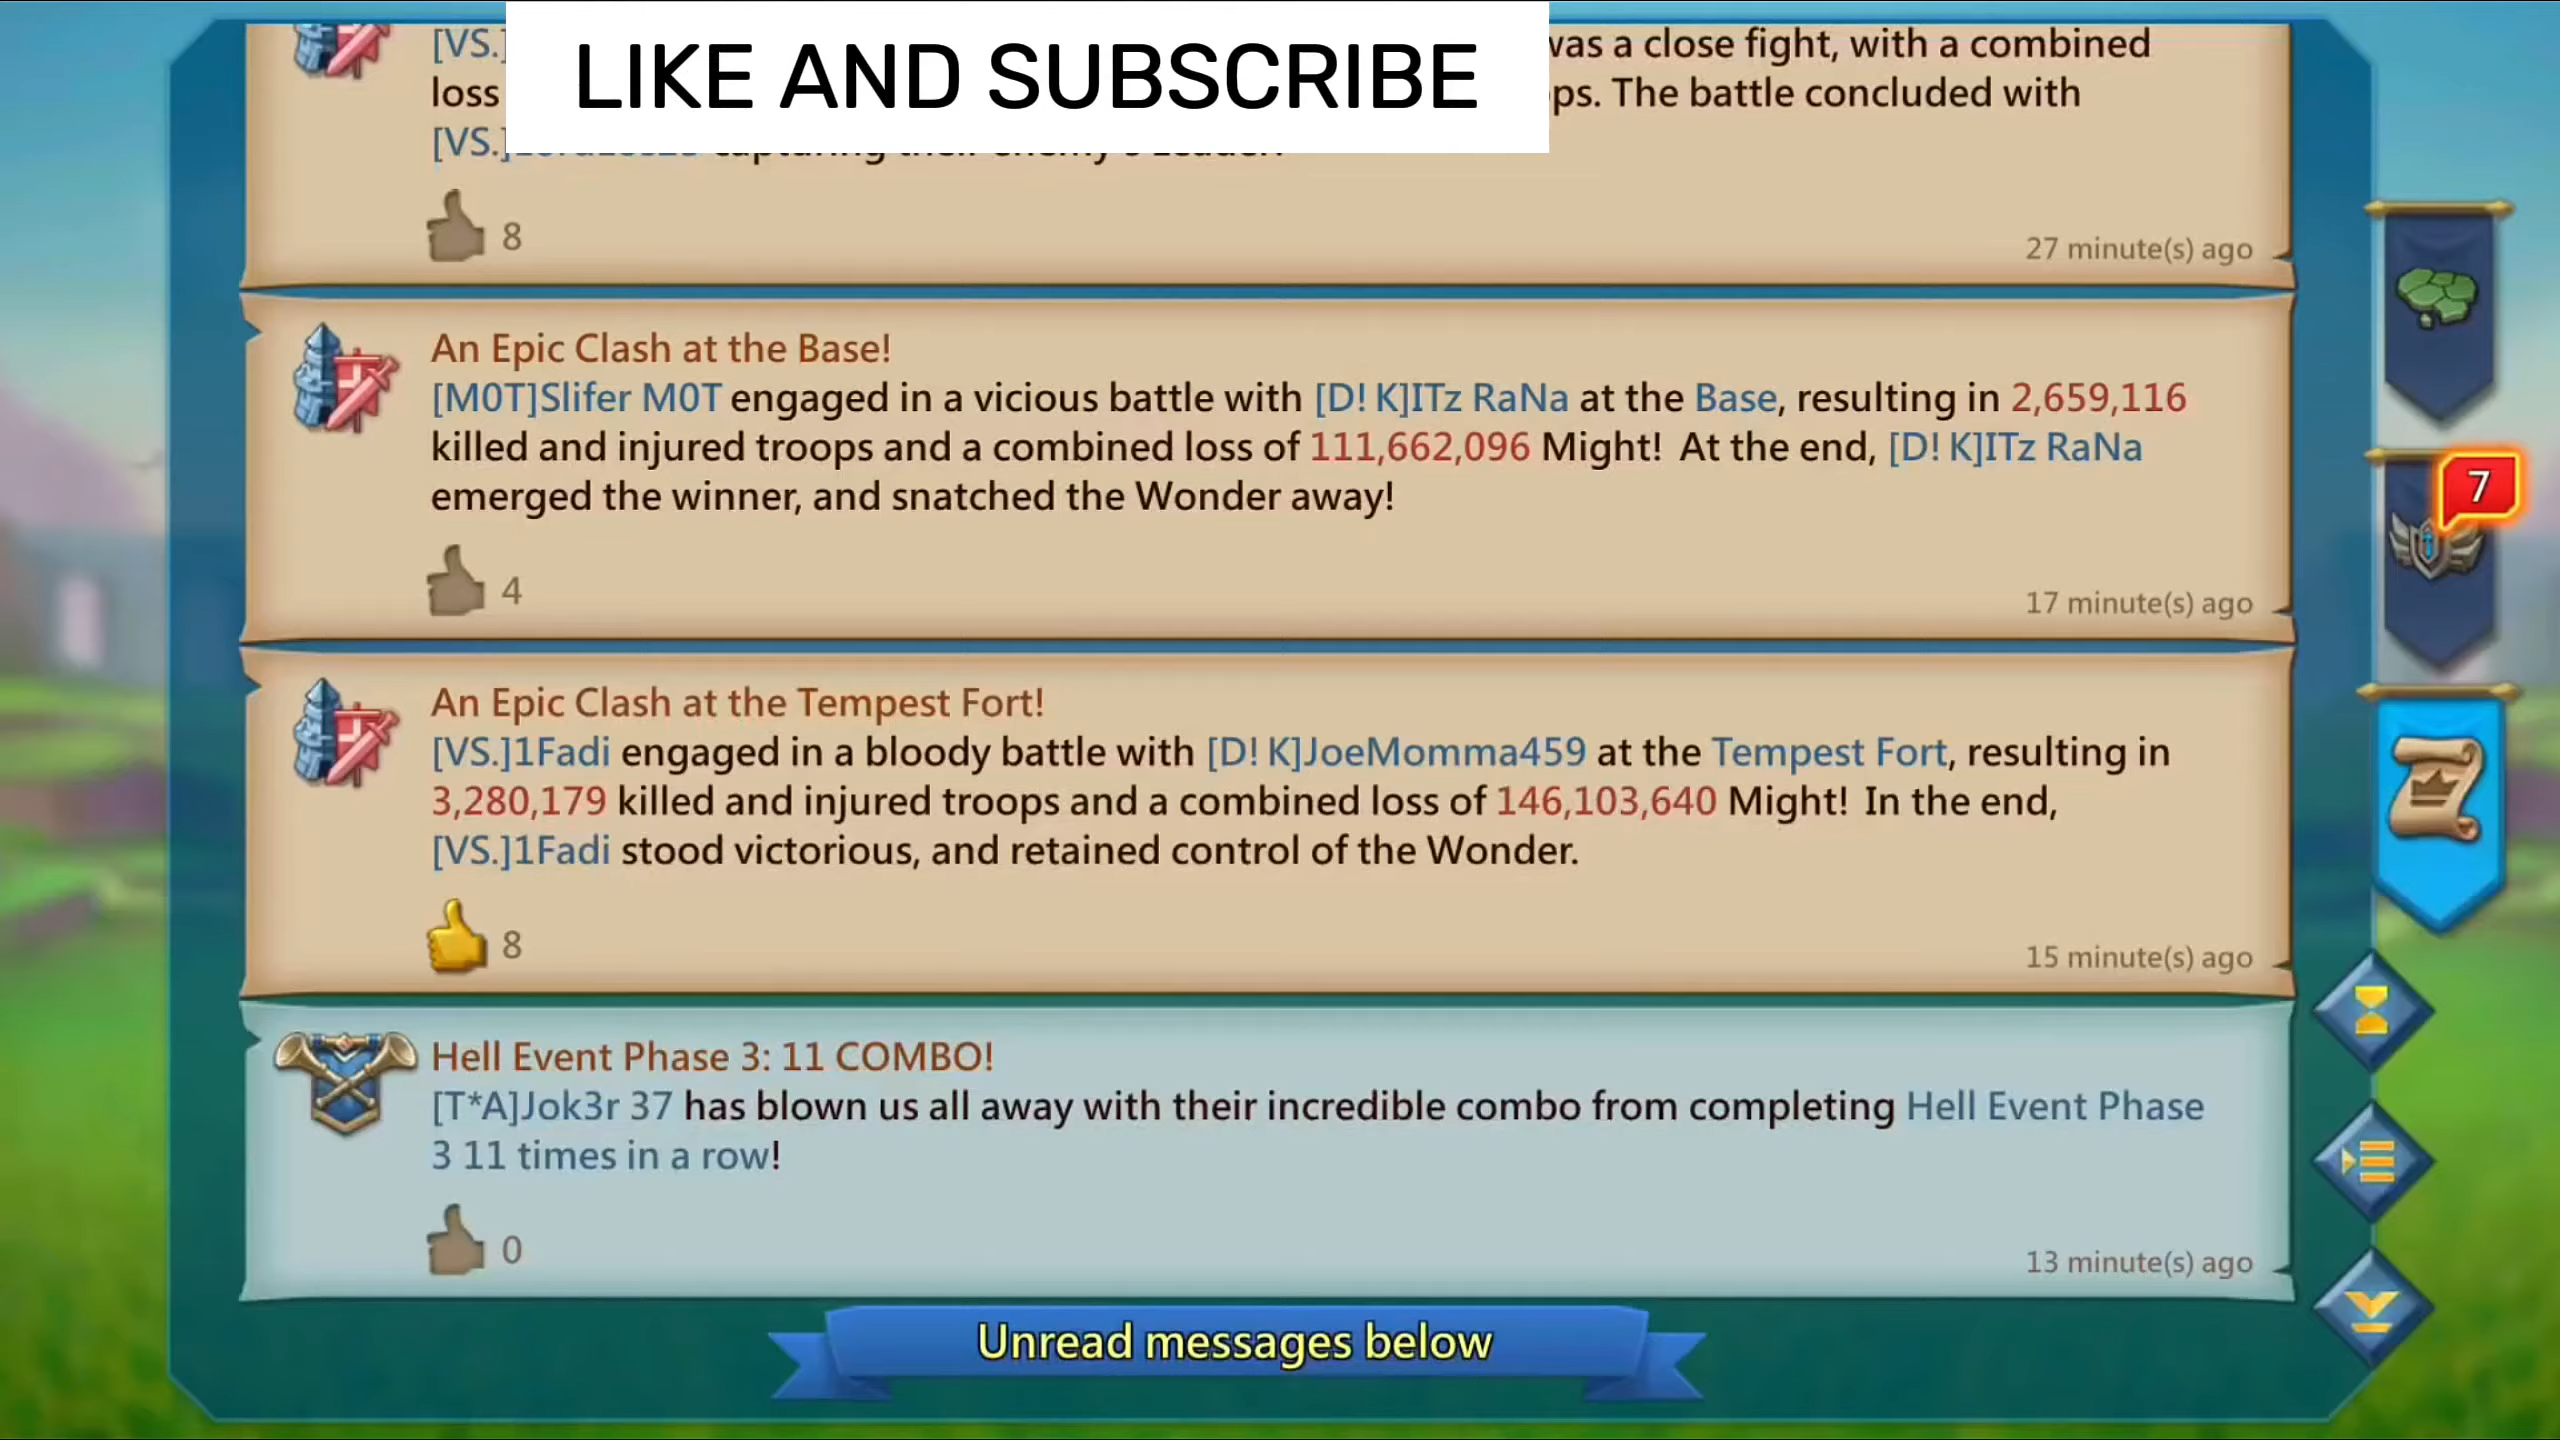 [VS.] was a close fight, with a combined
LIKE AND SUBSCRIBE
loss The battle concluded with
[VS.] capturing their enemy's Leader!
8
27 minute(s) ago
An Epic Clash at the Base!
[M0T]Slifer M0T engaged in a vicious battle with [D! K]ITz RaNa at the Base, resulting in 2,659,116
killed and injured troops and a combined loss of 111,662,096 Might! At the end, [D! K]ITz RaNa
emerged the winner, and snatched the Wonder away!
4
17 minute(s) ago
7
An Epic Clash at the Tempest Fort!
[VS.]1Fadi engaged in a bloody battle with [D! K]JoeMomma459 at the Tempest Fort, resulting in
3,280,179 killed and injured troops and a combined loss of 146,103,640 Might! In the end,
[VS.]1Fadi stood victorious, and retained control of the Wonder.
8
15 minute(s) ago
Hell Event Phase 3: 11 COMBO!
[T*A]Jok3r 37 has blown us all away with their incredible combo from completing Hell Event Phase
3 11 times in a row!
0
13 minute(s) ago
Unread messages below